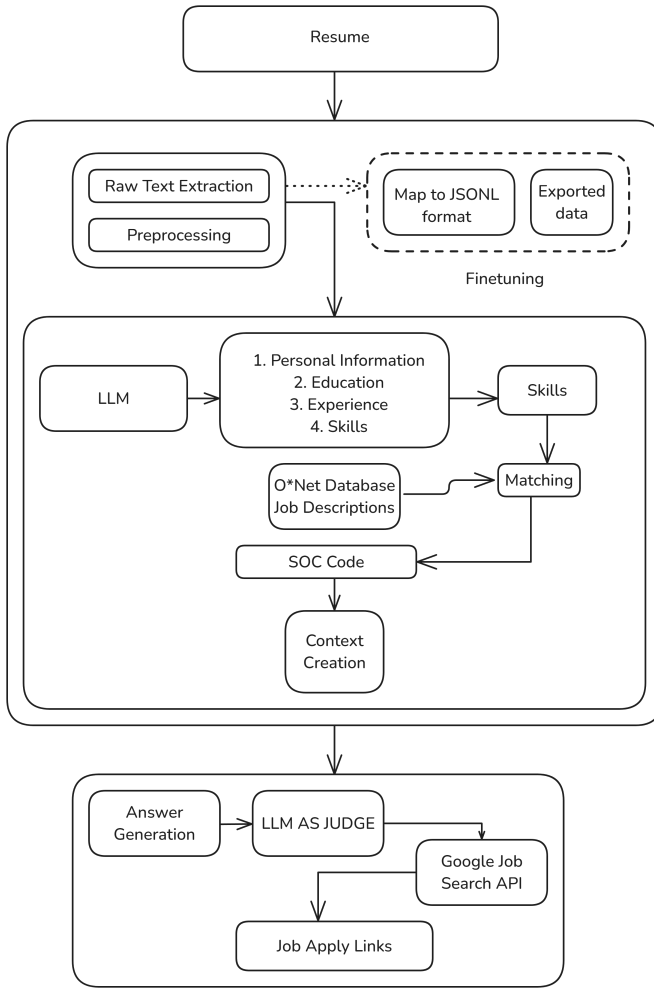 Resume
Raw Text Extraction
Preprocessing
Map to JSONL
format
Exported
data
Finetuning
LLM
1. Personal Information
2. Education
3. Experience
4. Skills
Skills
O*Net Database
Job Descriptions
Matching
SOC Code
Context
Creation
Answer
Generation
LLM AS JUDGE
Google Job
Search API
Job Apply Links